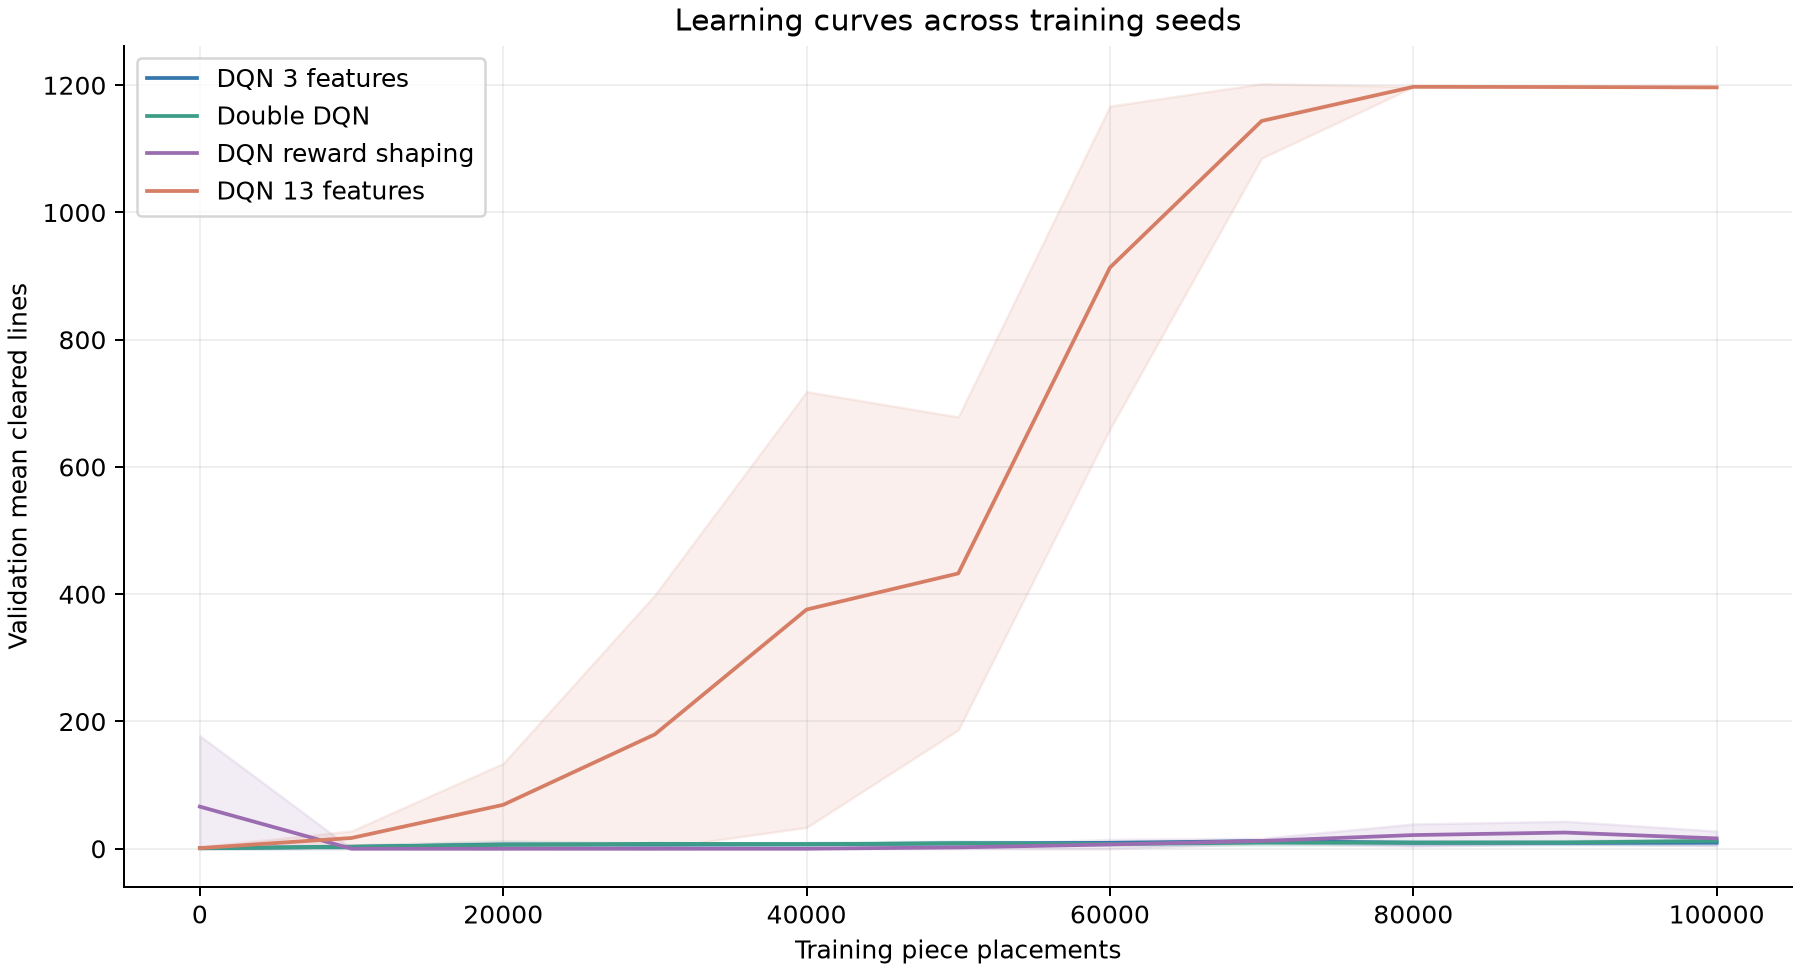 Learning curves across training seeds
DQN 3 features
Double DQN
DQN reward shaping
DQN 13 features
Validation mean cleared lines
1200
1000
800
600
400
200
0
0 20000 40000 60000 80000 100000
Training piece placements